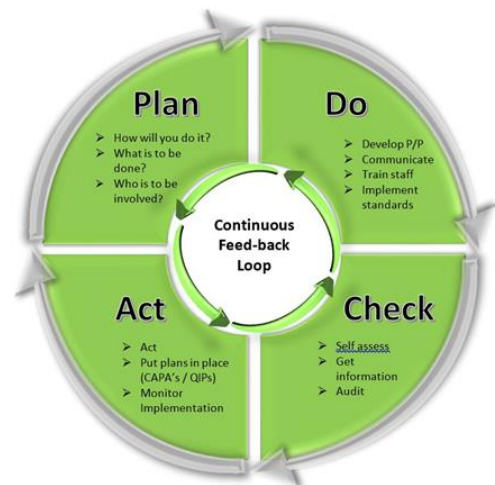 Plan
➢ How will you do it?
➢ What is to be
done?
➢ Who is to be
involved?
Do
➢ Develop P/P
➢ Communicate
➢ Train staff
➢ Implement
standards
Continuous
Feed-back
Loop
Act
➢ Act
➢ Put plans in place
(CAPA's / QIPs)
➢ Monitor
Implementation
Check
➢ Self assess
➢ Get
information
➢ Audit